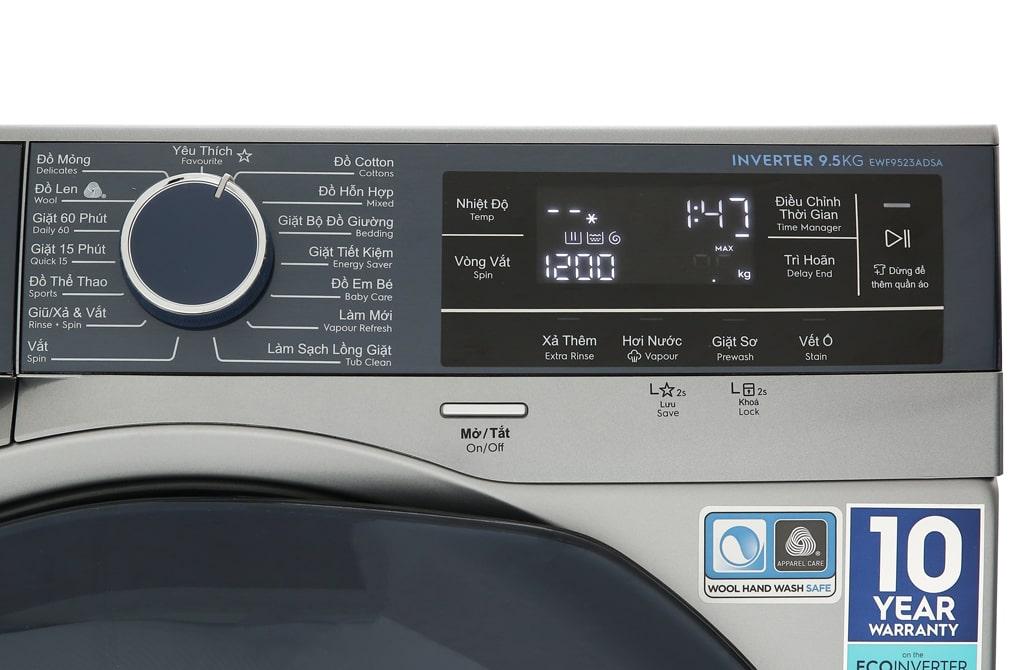 Yêu Thích
Favourite
Đồ Mỏng
Delicates
Đồ Len
Wool
Giặt 60 Phút
Daily 60
Giặt 15 Phút
Quick 15
Đồ Thể Thao
Sports
Giũ/Xả & Vắt
Rinse + Spin
Vắt
Spin
Đồ Cotton
Cottons
Đồ Hỗn Hợp
Mixed
Giặt Bộ Đồ Giường
Bedding
Giặt Tiết Kiệm
Energy Saver
Đồ Em Bé
Baby Care
Làm Mới
Vapour Refresh
Làm Sạch Lồng Giặt
Tub Clean
INVERTER 9.5KG EWF9523ADSA
Nhiệt Độ
Temp
Vòng Vắt
Spin
--*
1:47
1200
MAX
kg
Điều Chỉnh
Thời Gian
Time Manager
Trì Hoãn
Delay End
Dừng để
thêm quần áo
Xả Thêm
Extra Rinse
Hơi Nước
Vapour
Giặt Sơ
Prewash
Vết Ố
Stain
2s
Lưu
Save
2s
Khoá
Lock
Mở/Tắt
On/Off
APPAREL CARE
WOOL HAND WASH SAFE
10
YEAR
WARRANTY
on the
ECOINVERTER